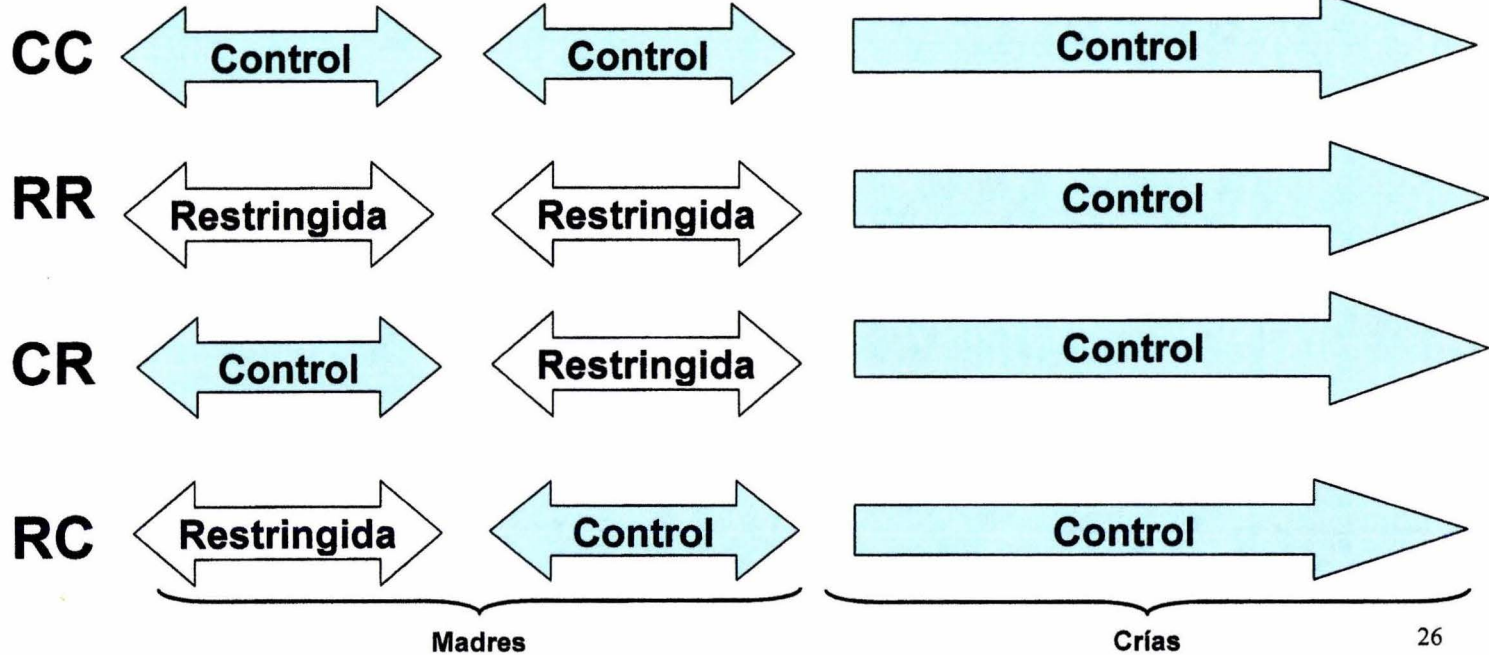 CC Control Control Control
RR Restringida Restringida Control
CR Control Restringida Control
RC Restringida Control Control
Madres Crías 26